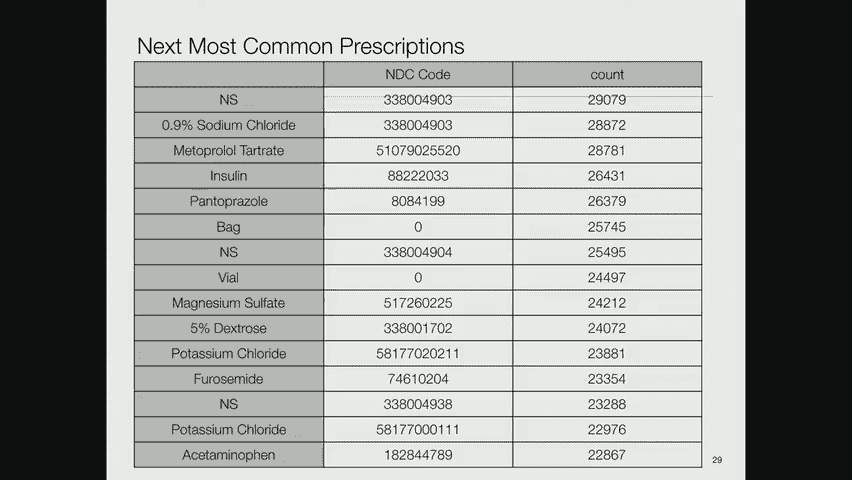 Next Most Common Prescriptions
NDC Code count
NS 338004903 29079
0.9% Sodium Chloride 338004903 28872
Metoprolol Tartrate 51079025520 28781
Insulin 88222033 26431
Pantoprazole 8084199 26379
Bag 0 25745
NS 338004904 25495
Vial 0 24497
Magnesium Sulfate 517260225 24212
5% Dextrose 338001702 24072
Potassium Chloride 58177020211 23881
Furosemide 74610204 23354
NS 338004938 23288
Potassium Chloride 58177000111 22976
Acetaminophen 182844789 22867
29